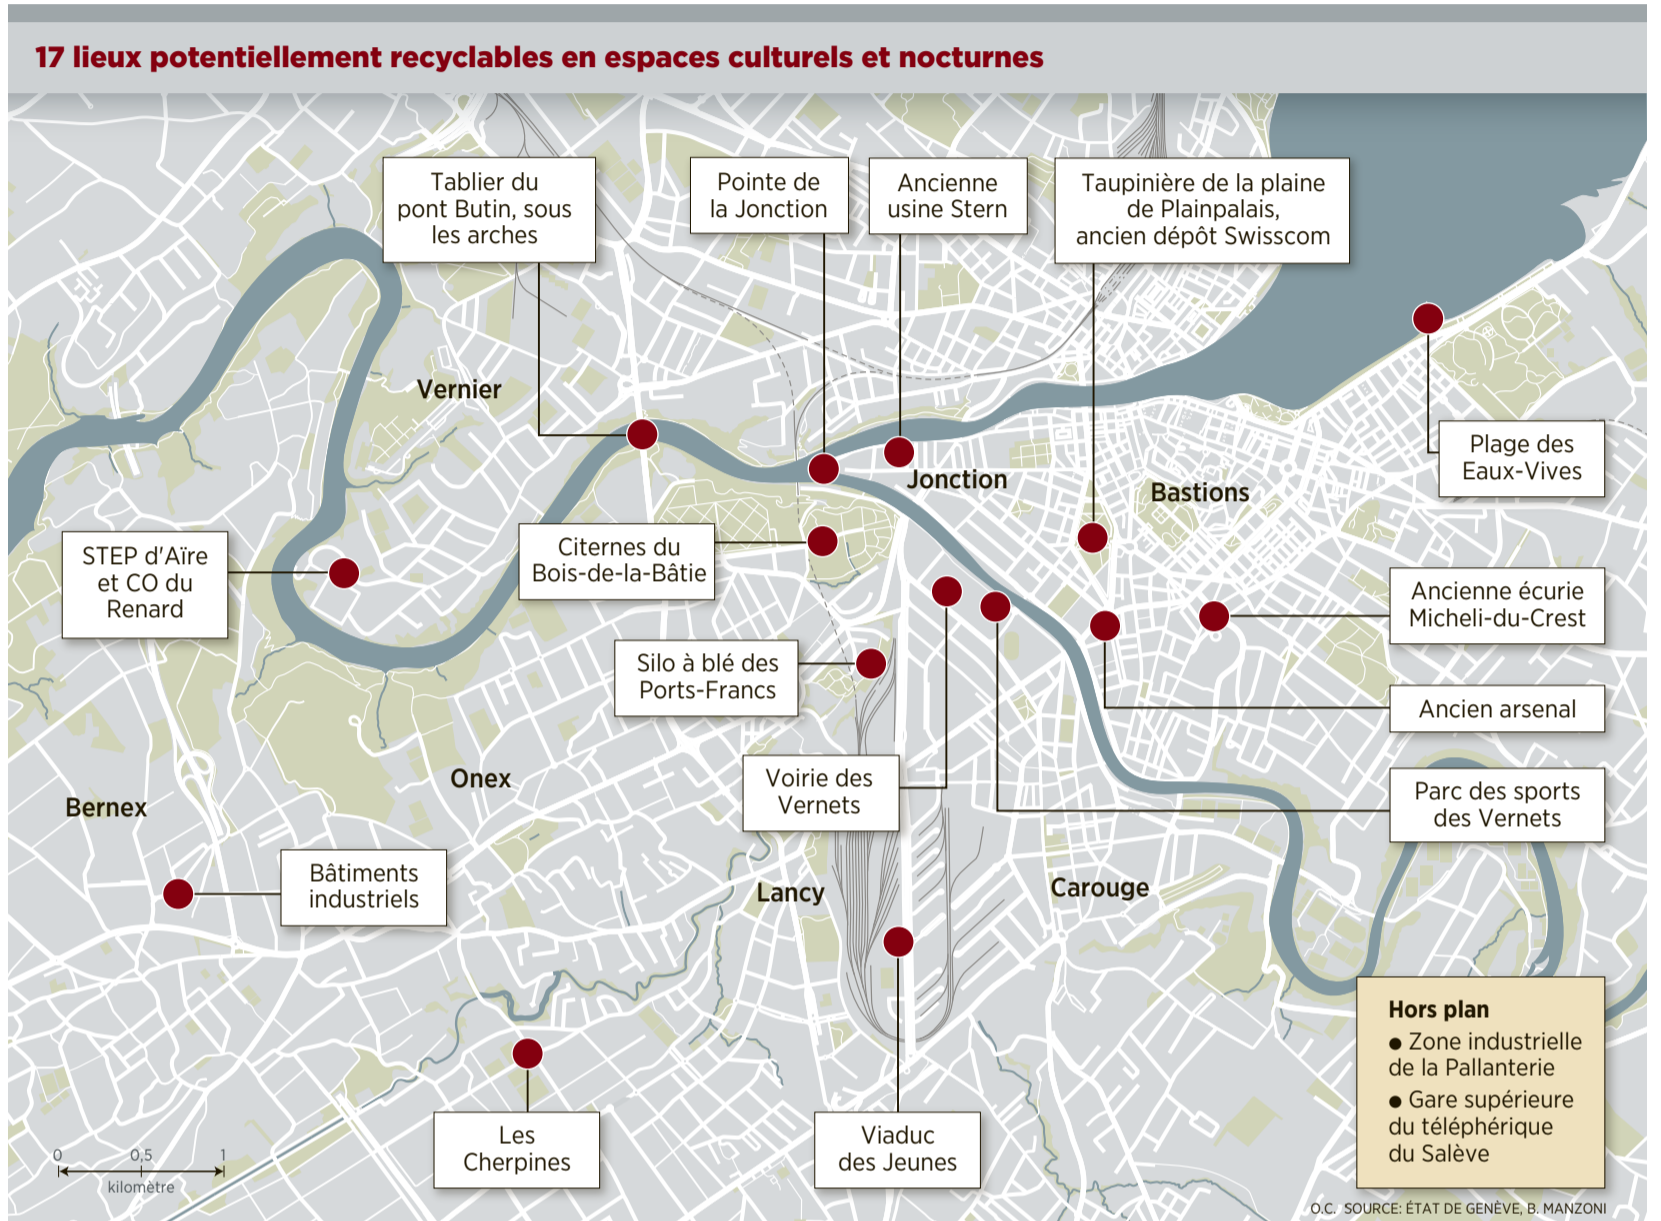 17 lieux potentiellement recyclables en espaces culturels et nocturnes
Tablier du
pont Butin, sous
les arches
Pointe de
la Jonction
Ancienne
usine Stern
Taupinière de la plaine
de Plainpalais,
ancien dépôt Swisscom
Vernier
Plage des
Eaux-Vives
Jonction
Bastions
STEP d'Aïre
et CO du
Renard
Citernes du
Bois-de-la-Bâtie
Ancienne écurie
Micheli-du-Crest
Silo à blé des
Ports-Francs
Ancien arsenal
Onex
Voirie des
Vernets
Parc des sports
des Vernets
Bernex
Bâtiments
industriels
Lancy
Carouge
Les
Cherpines
Viaduc
des Jeunes
Hors plan
● Zone industrielle
de la Pallanterie
● Gare supérieure
du téléphérique
du Salève
0 0,5 1
kilomètre
O.C. SOURCE: ÉTAT DE GENÈVE, B. MANZONI